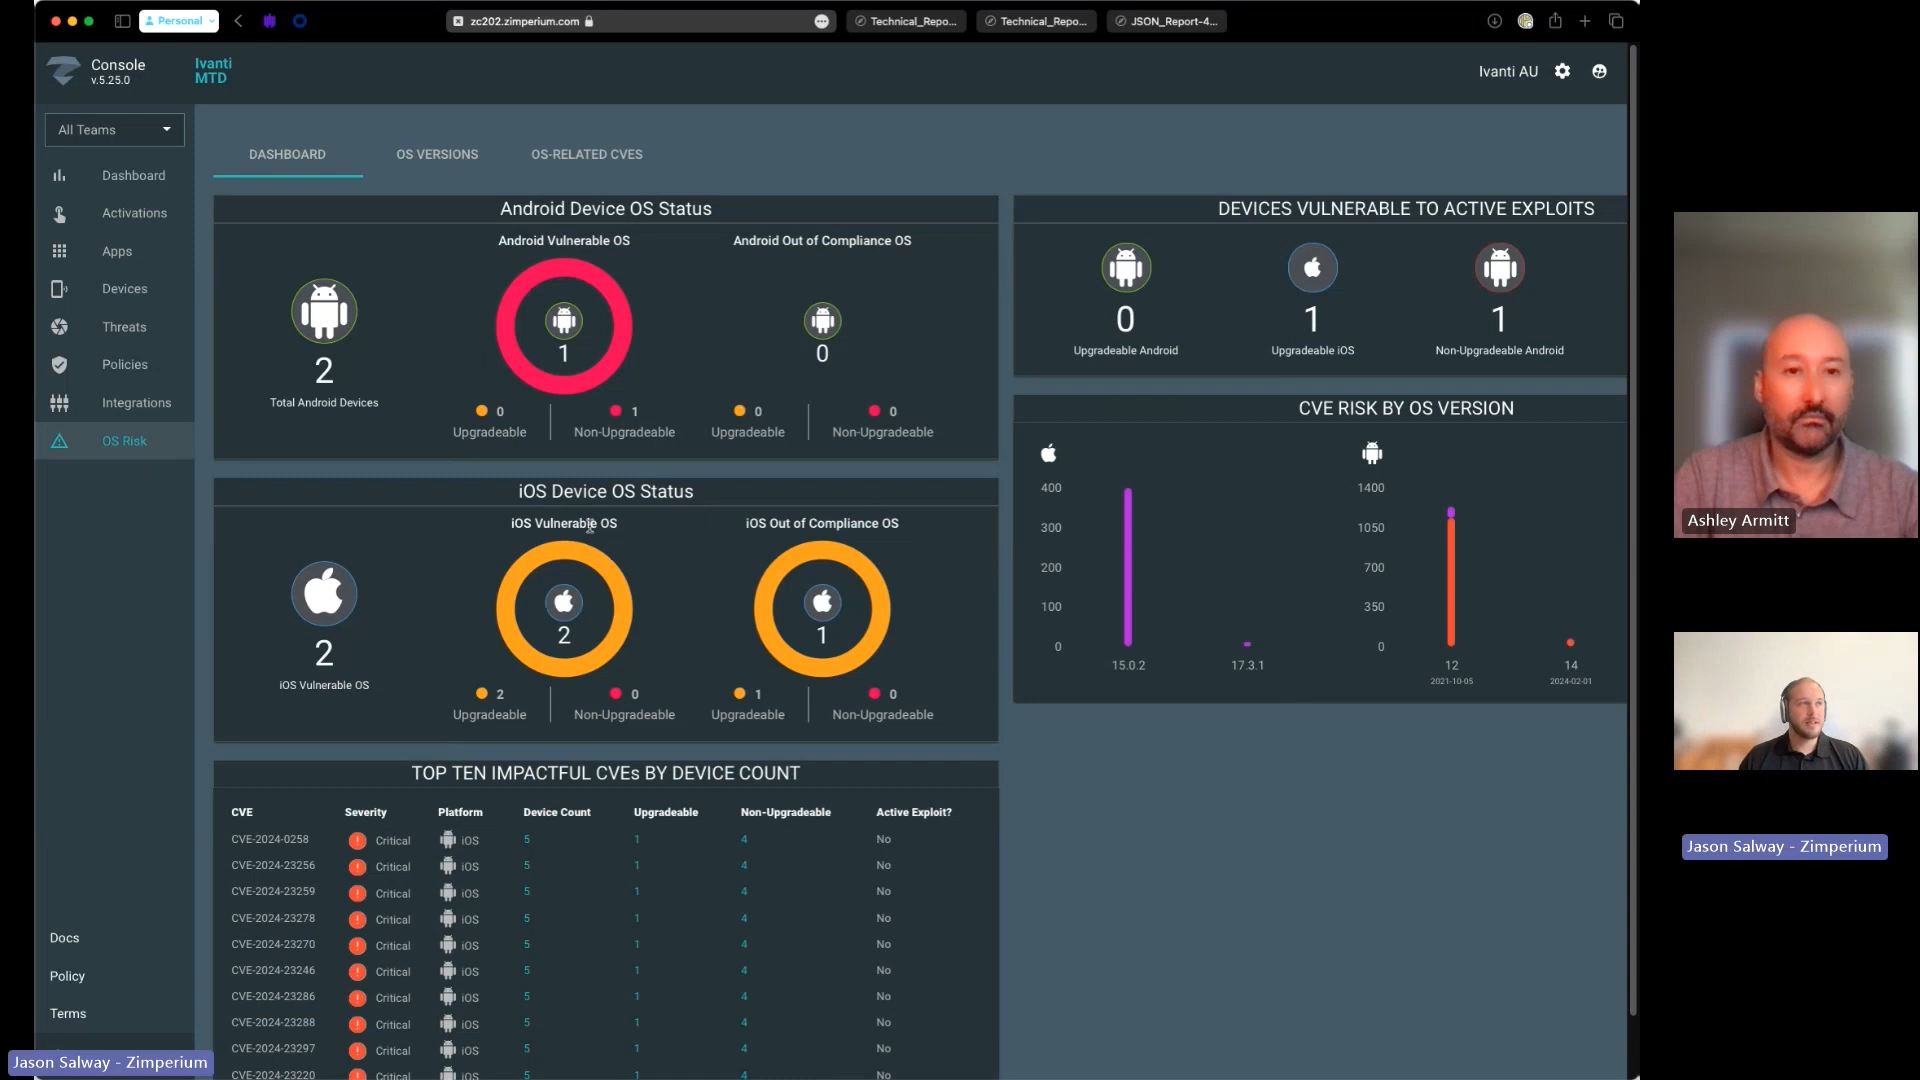 Personal
zc202.zimperium.com
Technical_Repo...
Technical_Repo...
JSON_Report-4...
Console
v.5.25.0
Ivanti
MTD
Ivanti AU
All Teams
Dashboard
Activations
Apps
Devices
Threats
Policies
Integrations
OS Risk
Docs
Policy
Terms
DASHBOARD
OS VERSIONS
OS-RELATED CVES
Android Device OS Status
2
Total Android Devices
Android Vulnerable OS
1
0
Upgradeable
1
Non-Upgradeable
Android Out of Compliance OS
0
0
Upgradeable
0
Non-Upgradeable
iOS Device OS Status
2
iOS Vulnerable OS
iOS Vulnerable OS
2
2
Upgradeable
0
Non-Upgradeable
iOS Out of Compliance OS
1
1
Upgradeable
0
Non-Upgradeable
TOP TEN IMPACTFUL CVEs BY DEVICE COUNT
CVE Severity Platform Device Count Upgradeable Non-Upgradeable Active Exploit?
CVE-2024-0258 Critical iOS 5 1 4 No
CVE-2024-23256 Critical iOS 5 1 4 No
CVE-2024-23259 Critical iOS 5 1 4 No
CVE-2024-23278 Critical iOS 5 1 4 No
CVE-2024-23270 Critical iOS 5 1 4 No
CVE-2024-23246 Critical iOS 5 1 4 No
CVE-2024-23286 Critical iOS 5 1 4 No
CVE-2024-23288 Critical iOS 5 1 4 No
CVE-2024-23297 Critical iOS 5 1 4 No
CVE-2024-23220 Critical iOS 5 1 4 No
DEVICES VULNERABLE TO ACTIVE EXPLOITS
0
Upgradeable Android
1
Upgradeable iOS
1
Non-Upgradeable Android
CVE RISK BY OS VERSION
400
300
200
100
0
15.0.2
17.3.1
1400
1050
700
350
0
12
2021-10-05
14
2024-02-01
Ashley Armitt
Jason Salway - Zimperium
Jason Salway - Zimperium